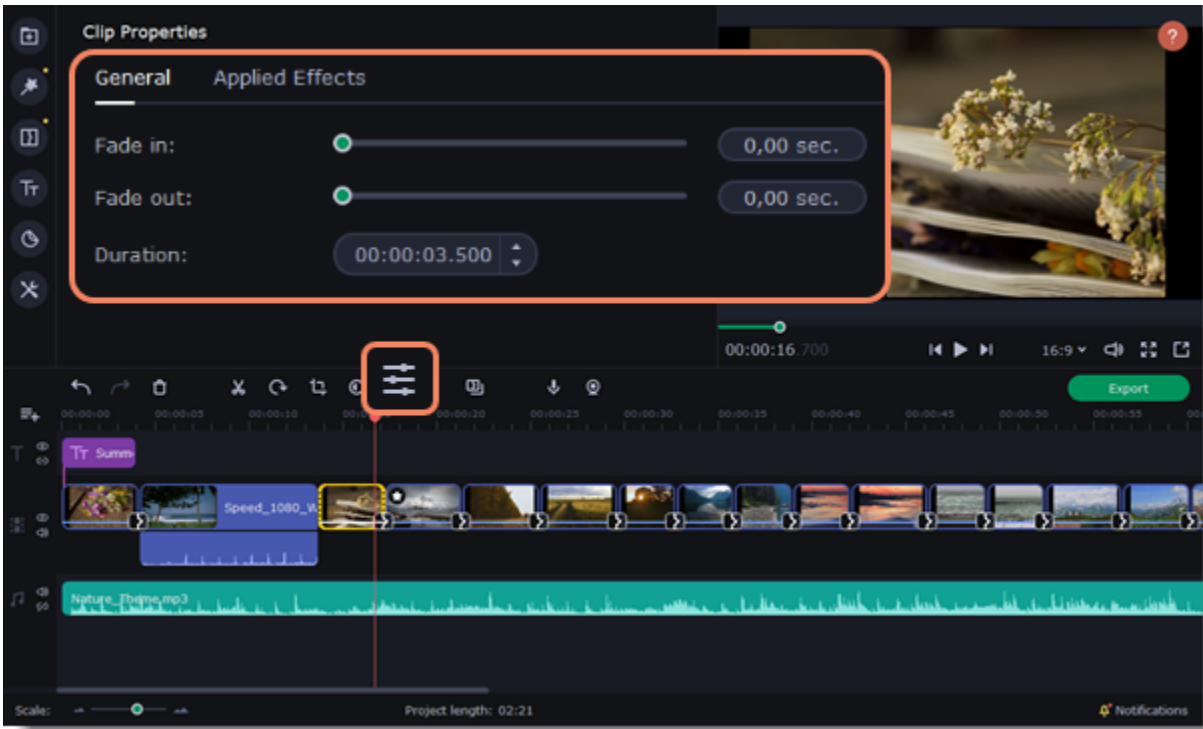 Clip Properties
?
General Applied Effects
Fade in: 0,00 sec.
Fade out: 0,00 sec.
Duration: 00:00:03.500
00:00:16.700 16:9
Export
00:00:00 00:00:05 00:00:10 00:00:20 00:00:25 00:00:30 00:00:35 00:00:40 00:00:45 00:00:50 00:00:55
Tт Summ
Speed_1080_W
Nature_Theme.mp3
Scale: Project length: 02:21 Notifications